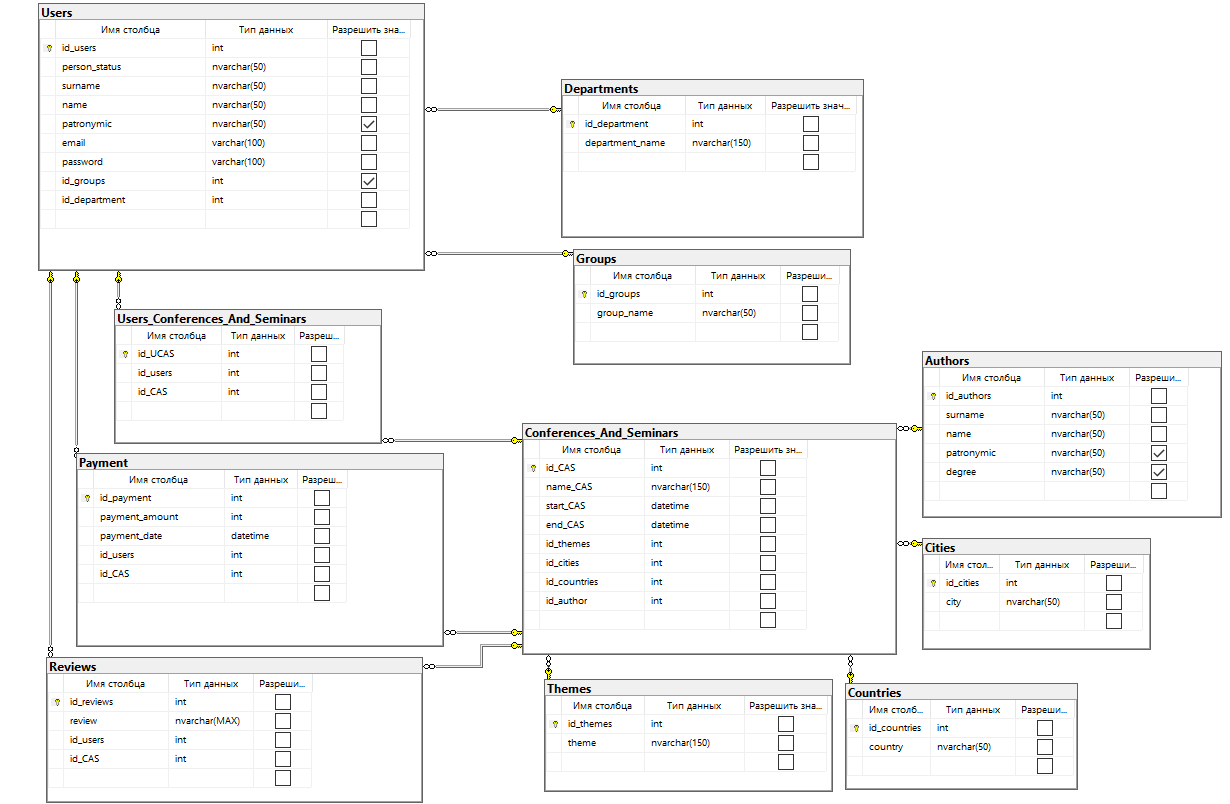 Users
Имя столбца Тип данных Разрешить зна...
id_users int
person_status nvarchar(50)
surname nvarchar(50)
name nvarchar(50)
patronymic nvarchar(50)
email varchar(100)
password varchar(100)
id_groups int
id_department int
Departments
Имя столбца Тип данных Разрешить знач...
id_department int
department_name nvarchar(150)
Groups
Имя столбца Тип данных Разреши...
id_groups int
group_name nvarchar(50)
Users_Conferences_And_Seminars
Имя столбца Тип данных Разреш...
id_UCAS int
id_users int
id_CAS int
Authors
Имя столбца Тип данных Разреши...
id_authors int
surname nvarchar(50)
name nvarchar(50)
patronymic nvarchar(50)
degree nvarchar(50)
Conferences_And_Seminars
Имя столбца Тип данных Разрешить зн...
id_CAS int
name_CAS nvarchar(150)
start_CAS datetime
end_CAS datetime
id_themes int
id_cities int
id_countries int
id_author int
Payment
Имя столбца Тип данных Разреш...
id_payment int
payment_amount int
payment_date datetime
id_users int
id_CAS int
Cities
Имя стол... Тип данных Разреши...
id_cities int
city nvarchar(50)
Reviews
Имя столбца Тип данных Разреши...
id_reviews int
review nvarchar(MAX)
id_users int
id_CAS int
Themes
Имя столбца Тип данных Разрешить зна...
id_themes int
theme nvarchar(150)
Countries
Имя столб... Тип данных Разреши...
id_countries int
country nvarchar(50)